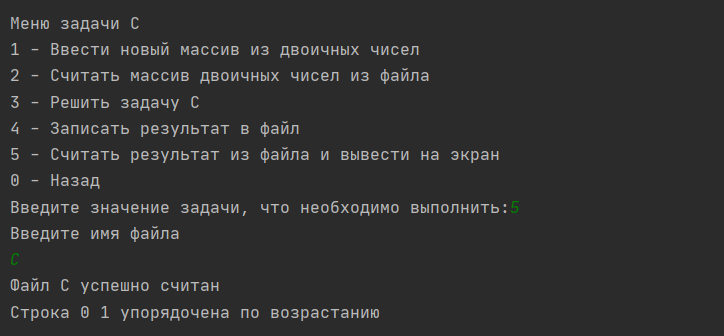 Меню задачи C
1 – Ввести новый массив из двоичных чисел
2 – Считать массив двоичных чисел из файла
3 – Решить задачу C
4 – Записать результат в файл
5 – Считать результат из файла и вывести на экран
0 – Назад
Введите значение задачи, что необходимо выполнить:5
Введите имя файла
C
Файл C успешно считан
Строка 0 1 упорядочена по возрастанию